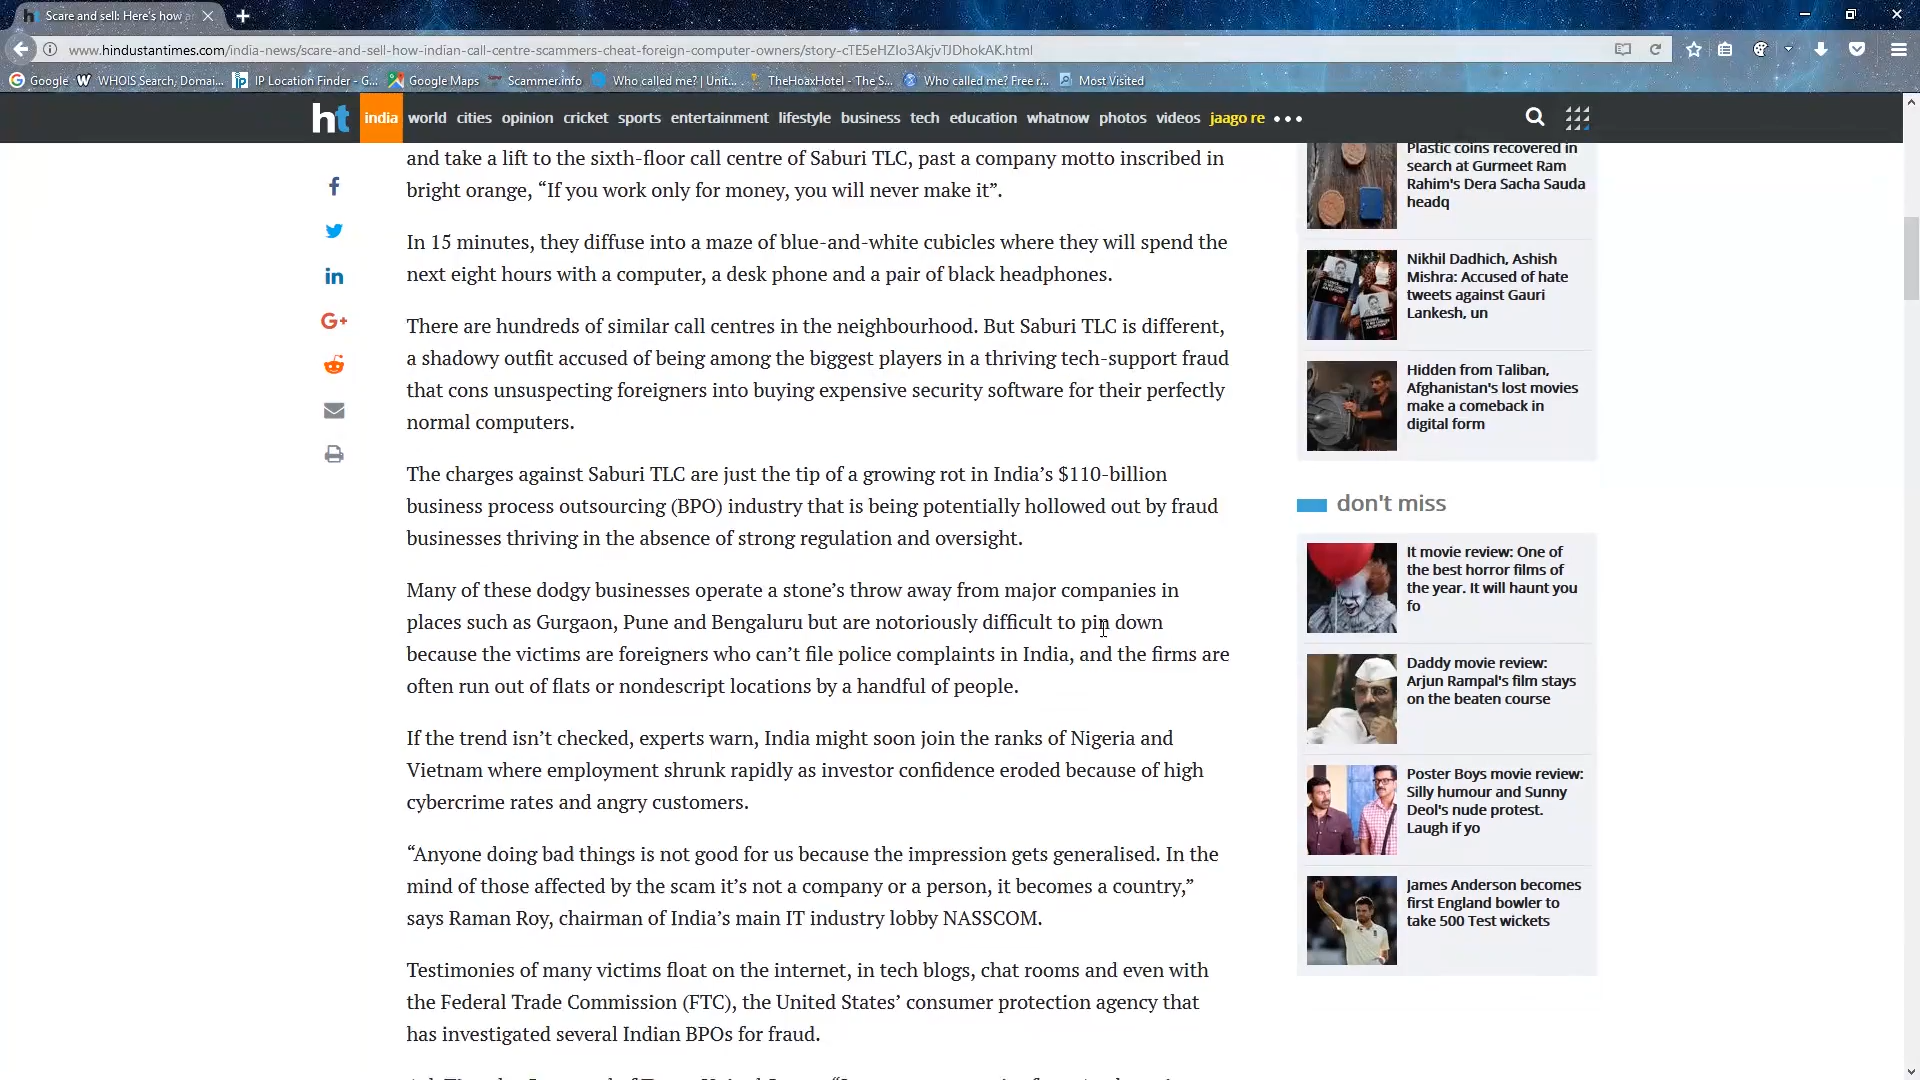 Scare and sell: Here's how a
www.hindustantimes.com/india-news/scare-and-sell-how-indian-call-centre-scammers-cheat-foreign-computer-owners/story-cTE5eHZIo3AkjvTJDhokAK.html
Google WHOIS Search, Domai... IP Location Finder - G... Google Maps Scammer.info Who called me? | Unit... TheHoaxHotel - The S... Who called me? Free r... Most Visited
ht india world cities opinion cricket sports entertainment lifestyle business tech education whatnow photos videos jaago re
and take a lift to the sixth-floor call centre of Saburi TLC, past a company motto inscribed in
bright orange, “If you work only for money, you will never make it”.
In 15 minutes, they diffuse into a maze of blue-and-white cubicles where they will spend the
next eight hours with a computer, a desk phone and a pair of black headphones.
There are hundreds of similar call centres in the neighbourhood. But Saburi TLC is different,
a shadowy outfit accused of being among the biggest players in a thriving tech-support fraud
that cons unsuspecting foreigners into buying expensive security software for their perfectly
normal computers.
The charges against Saburi TLC are just the tip of a growing rot in India’s $110-billion
business process outsourcing (BPO) industry that is being potentially hollowed out by fraud
businesses thriving in the absence of strong regulation and oversight.
Many of these dodgy businesses operate a stone’s throw away from major companies in
places such as Gurgaon, Pune and Bengaluru but are notoriously difficult to pin down
because the victims are foreigners who can’t file police complaints in India, and the firms are
often run out of flats or nondescript locations by a handful of people.
If the trend isn’t checked, experts warn, India might soon join the ranks of Nigeria and
Vietnam where employment shrunk rapidly as investor confidence eroded because of high
cybercrime rates and angry customers.
“Anyone doing bad things is not good for us because the impression gets generalised. In the
mind of those affected by the scam it’s not a company or a person, it becomes a country,”
says Raman Roy, chairman of India’s main IT industry lobby NASSCOM.
Testimonies of many victims float on the internet, in tech blogs, chat rooms and even with
the Federal Trade Commission (FTC), the United States’ consumer protection agency that
has investigated several Indian BPOs for fraud.
Plastic coins recovered in
search at Gurmeet Ram
Rahim's Dera Sacha Sauda
headq
Nikhil Dadhich, Ashish
Mishra: Accused of hate
tweets against Gauri
Lankesh, un
Hidden from Taliban,
Afghanistan's lost movies
make a comeback in
digital form
don't miss
It movie review: One of
the best horror films of
the year. It will haunt you
fo
Daddy movie review:
Arjun Rampal's film stays
on the beaten course
Poster Boys movie review:
Silly humour and Sunny
Deol's nude protest.
Laugh if yo
James Anderson becomes
first England bowler to
take 500 Test wickets